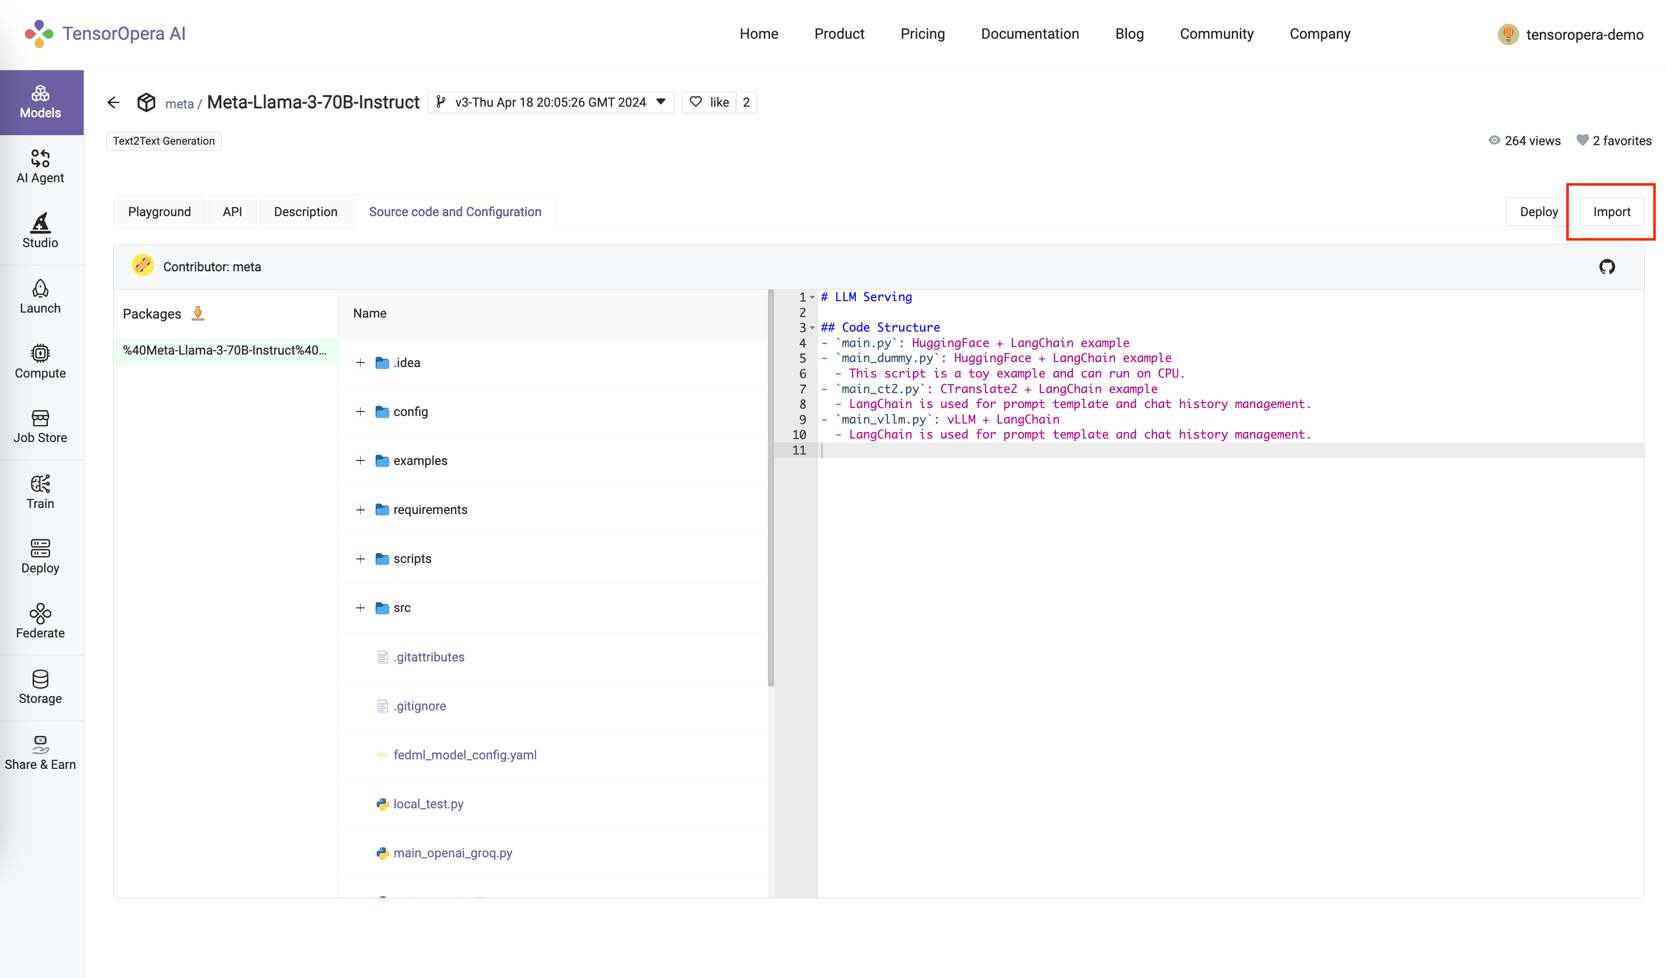 TensorOpera AI
Home Product Pricing Documentation Blog Community Company
tensoropera-demo
Models
AI Agent
Studio
Launch
Compute
Job Store
Train
Deploy
Federate
Storage
Share & Earn
meta / Meta-Llama-3-70B-Instruct v3-Thu Apr 18 20:05:26 GMT 2024 like 2
Text2Text Generation
264 views 2 favorites
Playground API Description Source code and Configuration
Deploy Import
Contributor: meta
Packages
%40Meta-Llama-3-70B-Instruct%40...
Name
.idea
config
examples
requirements
scripts
src
.gitattributes
.gitignore
fedml_model_config.yaml
local_test.py
main_openai_groq.py
1 # LLM Serving
2
3 ## Code Structure
4 - `main.py`: HuggingFace + LangChain example
5 - `main_dummy.py`: HuggingFace + LangChain example
6 - This script is a toy example and can run on CPU.
7 - `main_ct2.py`: CTranslate2 + LangChain example
8 - LangChain is used for prompt template and chat history management.
9 - `main_vllm.py`: vLLM + LangChain
10 - LangChain is used for prompt template and chat history management.
11